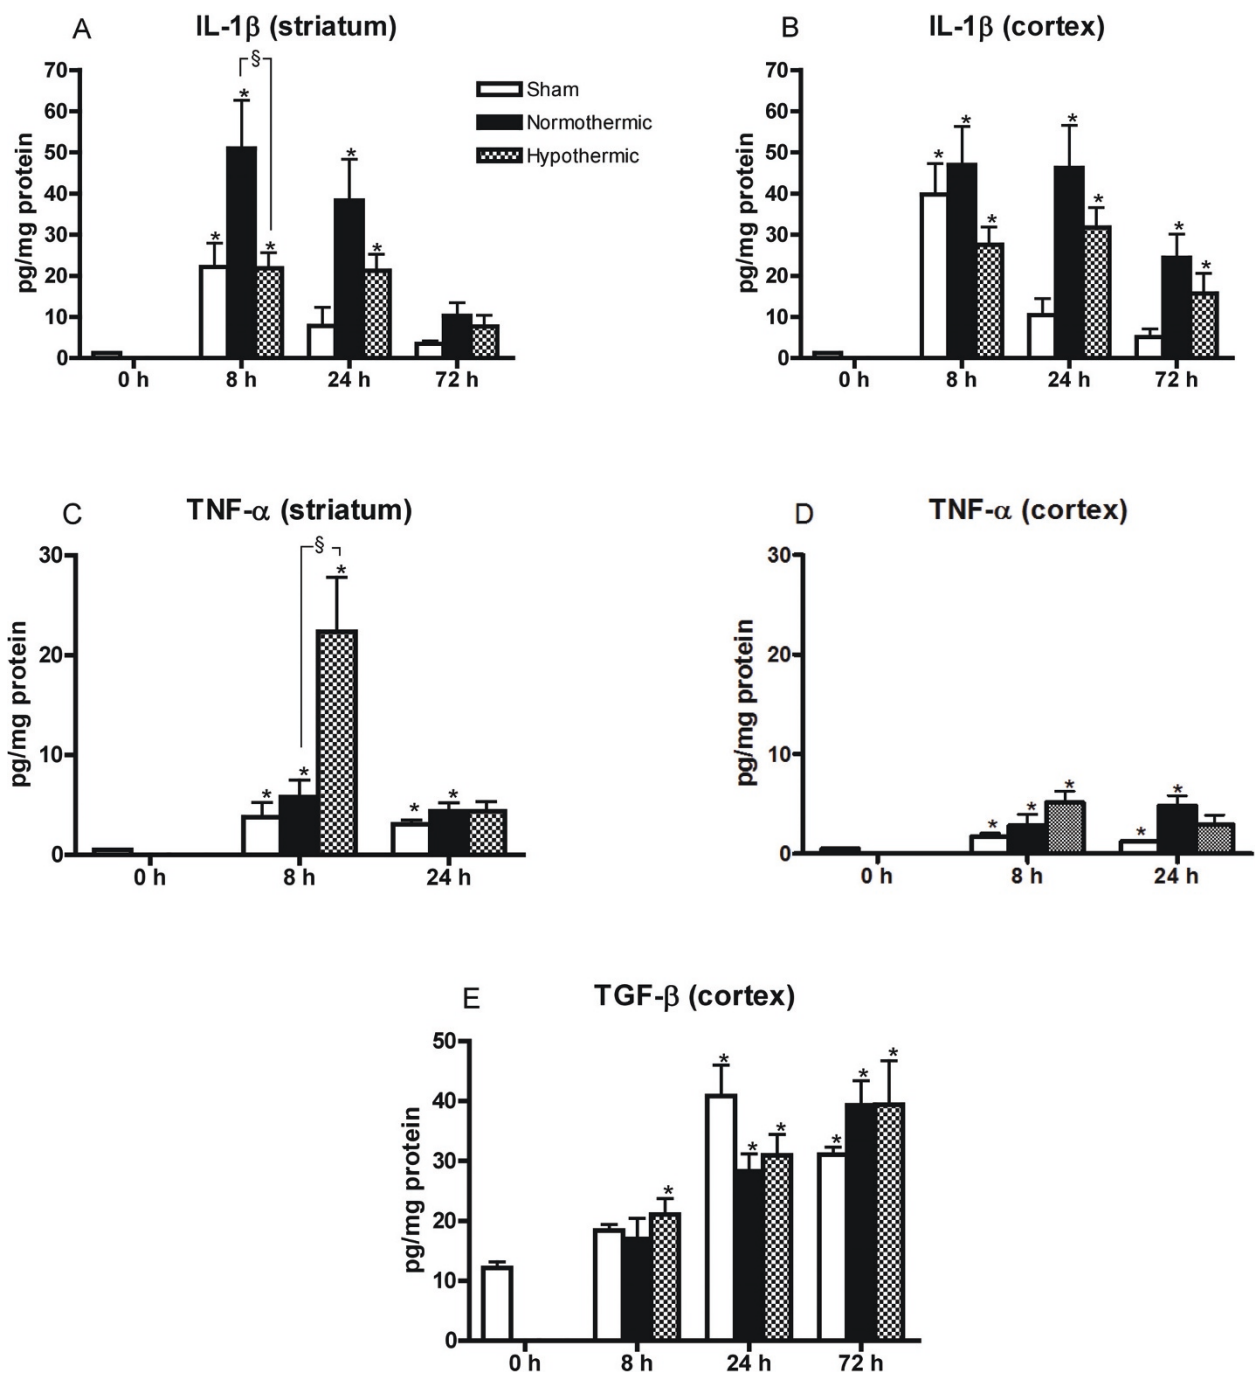 A IL-1β (striatum)
§
70
60
50
40
30
20
10
0
pg/mg protein
* * * * *
0 h 8 h 24 h 72 h
Sham
Normothermic
Hypothermic
B IL-1β (cortex)
70
60
50
40
30
20
10
0
pg/mg protein
* * * * * * *
0 h 8 h 24 h 72 h
C TNF-α (striatum)
§
30
20
10
0
pg/mg protein
* * * * *
0 h 8 h 24 h
D TNF-α (cortex)
30
20
10
0
pg/mg protein
* * * * *
0 h 8 h 24 h
E TGF-β (cortex)
50
40
30
20
10
0
pg/mg protein
* * * * * * *
0 h 8 h 24 h 72 h